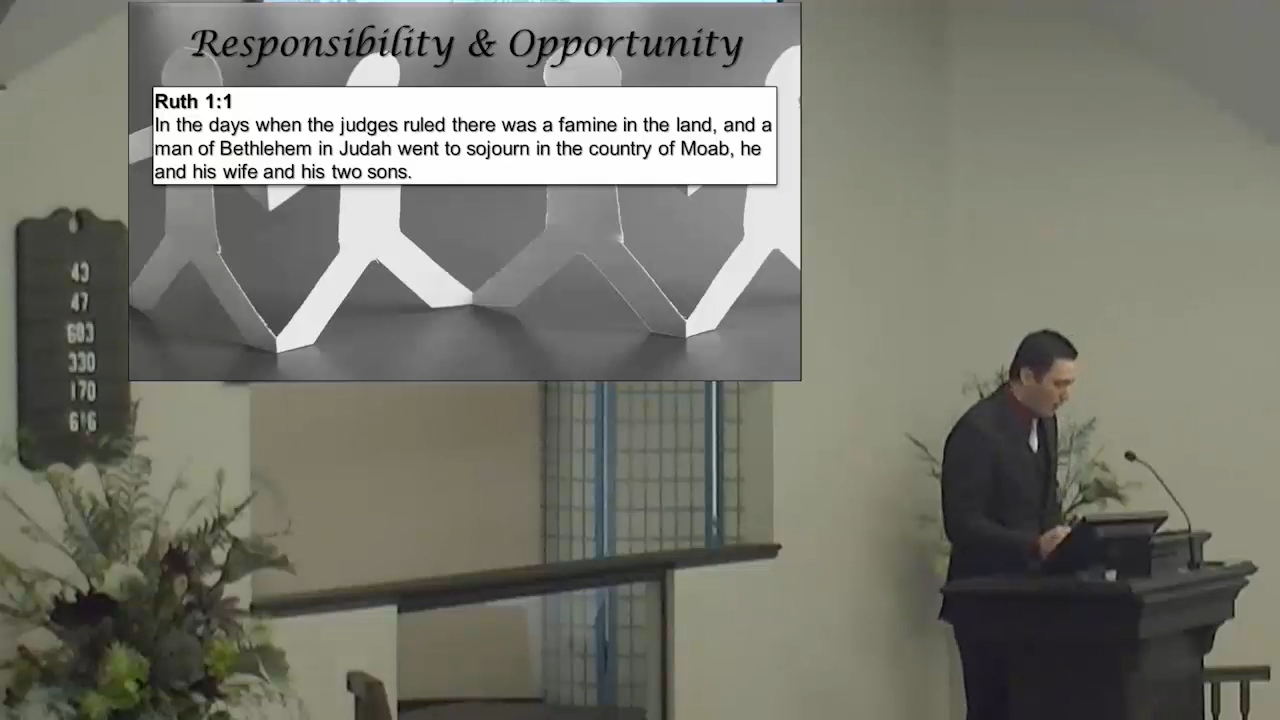 Responsibility & Opportunity
Ruth 1:1
In the days when the judges ruled there was a famine in the land, and a
man of Bethlehem in Judah went to sojourn in the country of Moab, he
and his wife and his two sons.
43
47
683
330
170
616